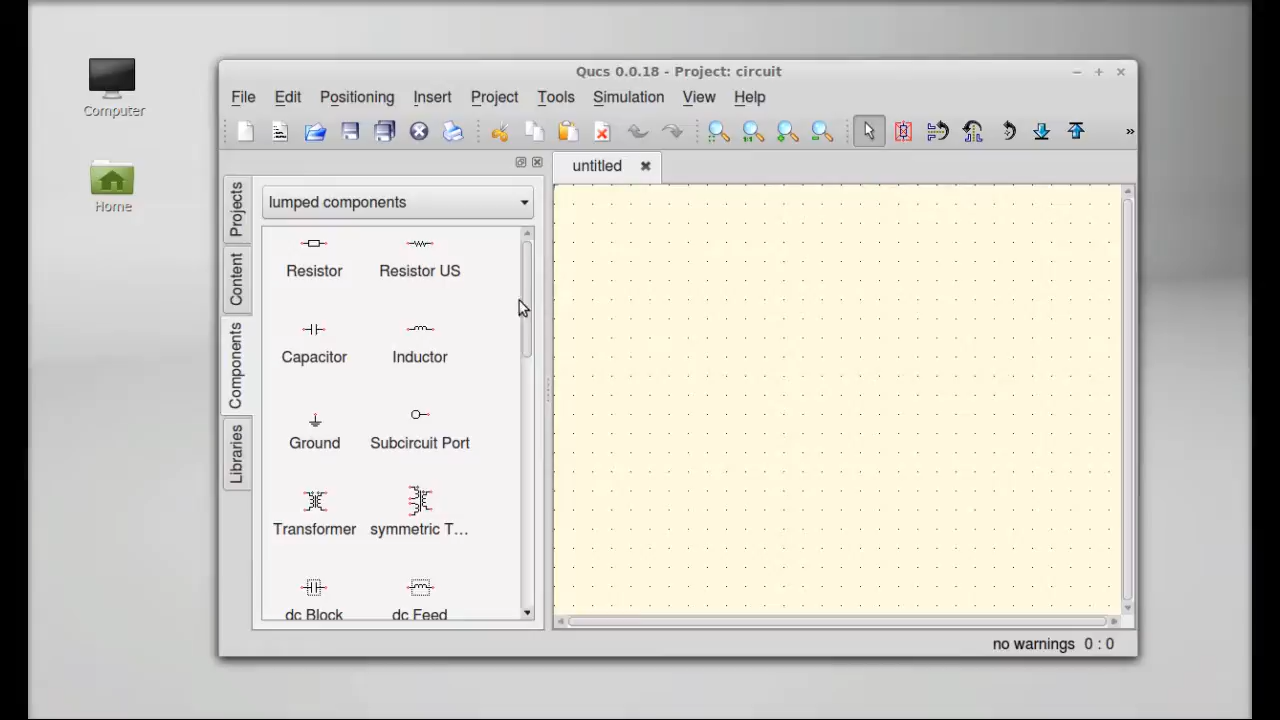 Computer
Home
Qucs 0.0.18 - Project: circuit
File Edit Positioning Insert Project Tools Simulation View Help
»
untitled
Projects
Content
Components
Libraries
lumped components
Resistor Resistor US
Capacitor Inductor
Ground Subcircuit Port
Transformer symmetric T...
dc Block dc Feed
no warnings 0 : 0